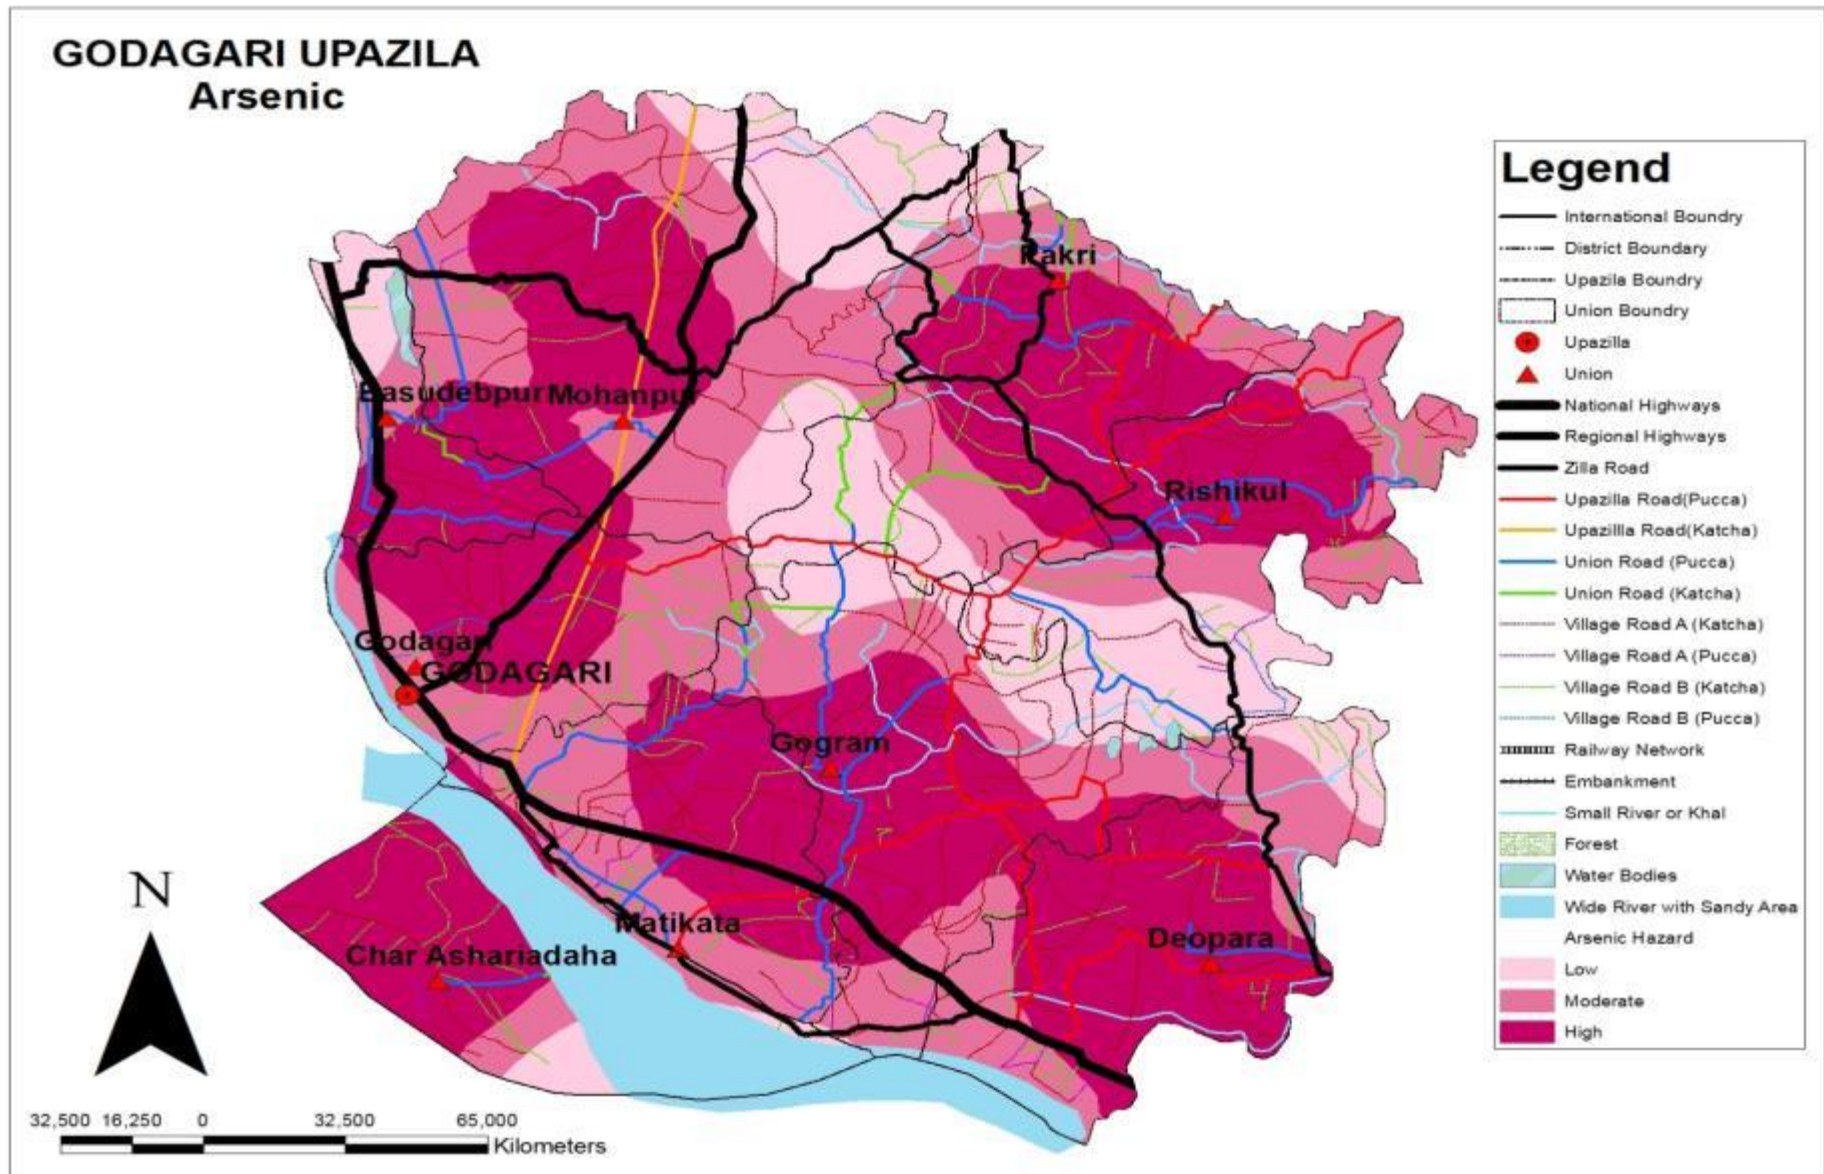 GODAGARI UPAZILA
Arsenic
Legend
International Boundry
District Boundary
Upazila Boundry
Union Boundry
Upazilla
Union
National Highways
Regional Highways
Zilla Road
Upazilla Road(Pucca)
Upazillla Road(Katcha)
Union Road (Pucca)
Union Road (Katcha)
Village Road A (Katcha)
Village Road A (Pucca)
Village Road B (Katcha)
Village Road B (Pucca)
Railway Network
Embankment
Small River or Khal
Forest
Water Bodies
Wide River with Sandy Area
Arsenic Hazard
Low
Moderate
High
Pakri
Basudebpur
Mohanpur
Rishikul
Godagari
GODAGARI
Gogram
Matikata
Char Ashariadaha
Deopara
N
32,500 16,250 0 32,500 65,000
Kilometers